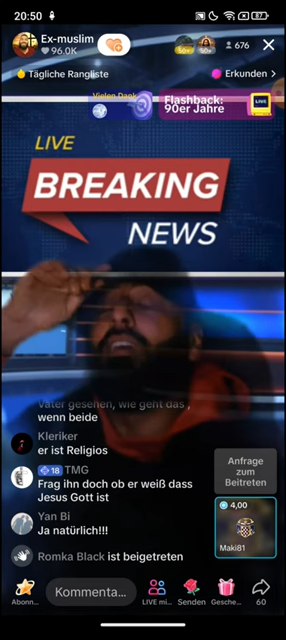 20:50
87
Ex-muslim
96.0K
50+
50+
676
Tägliche Rangliste
Erkunden >
Vielen Dank
Flashback:
90er Jahre
LIVE
LIVE
BREAKING
NEWS
Vater gesehen, wie geht das ,
wenn beide
Kleriker
er ist Religios
18 TMG
Frag ihn doch ob er weiß dass
Jesus Gott ist
Yan Bi
Ja natürlich!!!
Romka Black ist beigetreten
Anfrage
zum
Beitreten
4,00
Maki81
Abonn...
Kommenta...
LIVE mi...
Senden
Gesche...
60